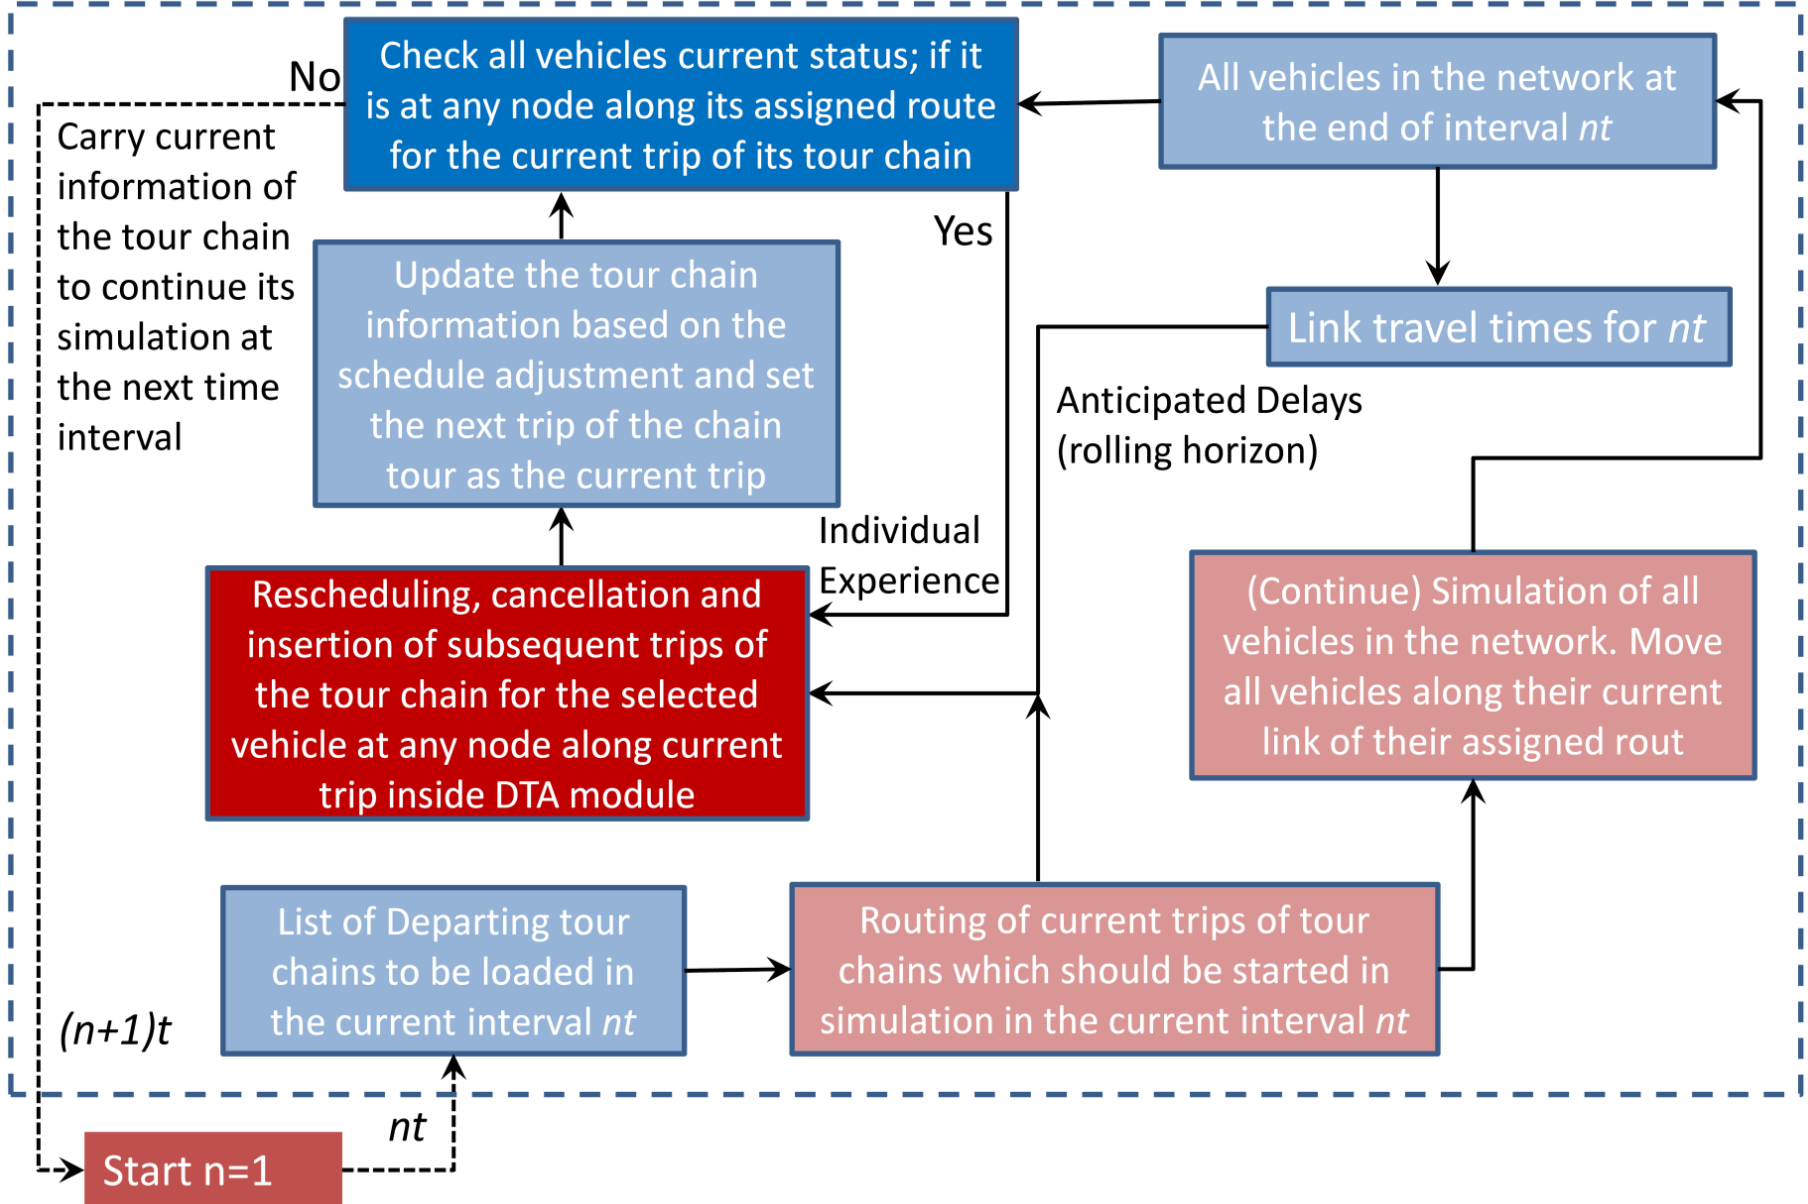 Check all vehicles current status; if it
is at any node along its assigned route
for the current trip of its tour chain
All vehicles in the network at
the end of interval nt
No
Carry current
information of
the tour chain
to continue its
simulation at
the next time
interval
Yes
Update the tour chain
information based on the
schedule adjustment and set
the next trip of the chain
tour as the current trip
Link travel times for nt
Anticipated Delays
(rolling horizon)
Individual
Experience
Rescheduling, cancellation and
insertion of subsequent trips of
the tour chain for the selected
vehicle at any node along current
trip inside DTA module
(Continue) Simulation of all
vehicles in the network. Move
all vehicles along their current
link of their assigned rout
List of Departing tour
chains to be loaded in
the current interval nt
Routing of current trips of tour
chains which should be started in
simulation in the current interval nt
(n+1)t
nt
Start n=1